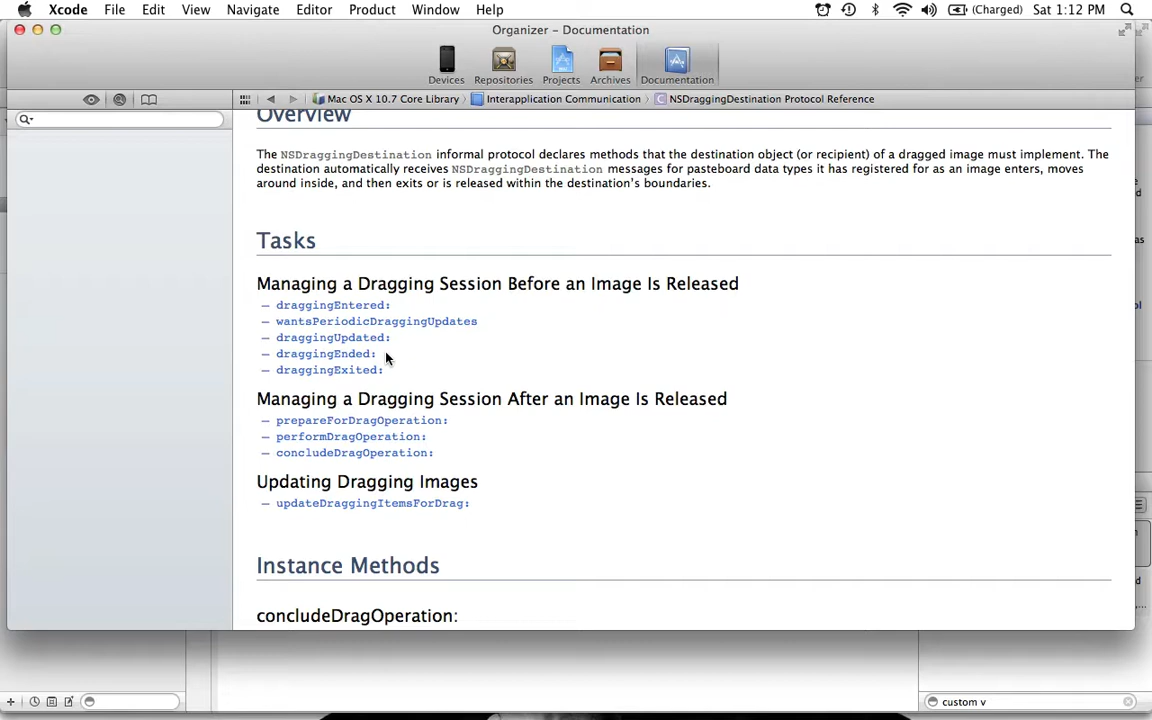 Xcode File Edit View Navigate Editor Product Window Help (Charged) Sat 1:12 PM
Organizer – Documentation
Devices Repositories Projects Archives Documentation
Mac OS X 10.7 Core Library Interapplication Communication C NSDraggingDestination Protocol Reference
Overview
The NSDraggingDestination informal protocol declares methods that the destination object (or recipient) of a dragged image must implement. The
destination automatically receives NSDraggingDestination messages for pasteboard data types it has registered for as an image enters, moves
around inside, and then exits or is released within the destination's boundaries.
Tasks
Managing a Dragging Session Before an Image Is Released
– draggingEntered:
– wantsPeriodicDraggingUpdates
– draggingUpdated:
– draggingEnded:
– draggingExited:
Managing a Dragging Session After an Image Is Released
– prepareForDragOperation:
– performDragOperation:
– concludeDragOperation:
Updating Dragging Images
– updateDraggingItemsForDrag:
Instance Methods
concludeDragOperation:
custom v